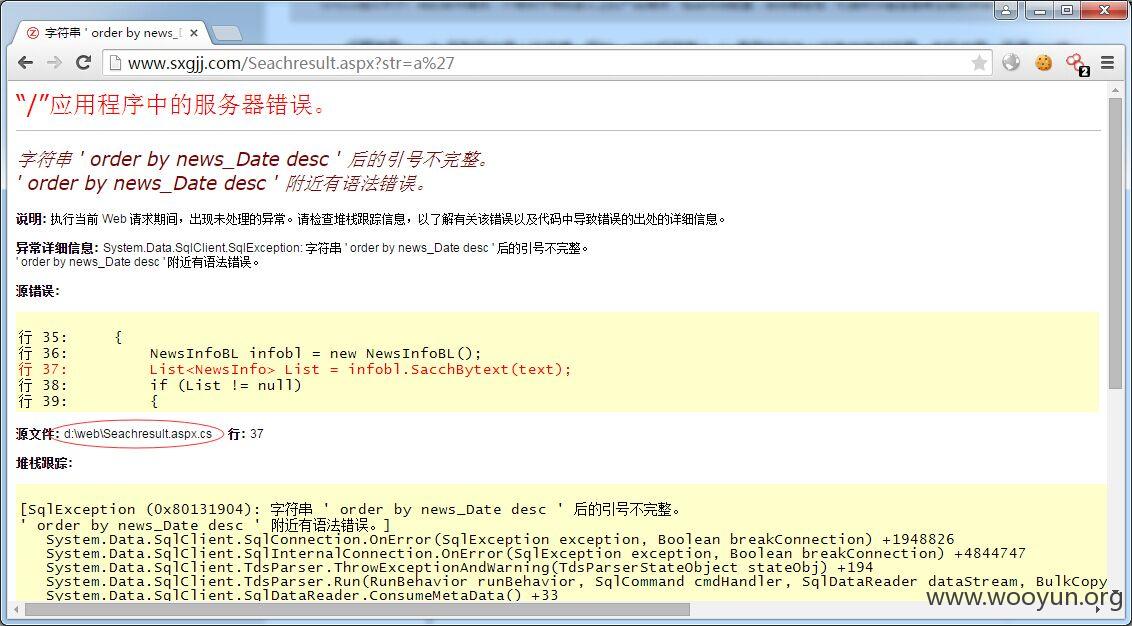 字符串 ' order by news_D
www.sxgjj.com/Seachresult.aspx?str=a%27
2
“/”应用程序中的服务器错误。
字符串 ' order by news_Date desc ' 后的引号不完整。
' order by news_Date desc ' 附近有语法错误。
说明: 执行当前 Web 请求期间，出现未处理的异常。请检查堆栈跟踪信息，以了解有关该错误以及代码中导致错误的出处的详细信息。
异常详细信息: System.Data.SqlClient.SqlException: 字符串 ' order by news_Date desc ' 后的引号不完整。
' order by news_Date desc ' 附近有语法错误。
源错误:
行 35:     {
行 36:         NewsInfoBL infobl = new NewsInfoBL();
行 37:         List<NewsInfo> List = infobl.SacchBytext(text);
行 38:         if (List != null)
行 39:         {
源文件: d:\web\Seachresult.aspx.cs 行: 37
堆栈跟踪:
[SqlException (0x80131904): 字符串 ' order by news_Date desc ' 后的引号不完整。
' order by news_Date desc ' 附近有语法错误。]
System.Data.SqlClient.SqlConnection.OnError(SqlException exception, Boolean breakConnection) +1948826
System.Data.SqlClient.SqlInternalConnection.OnError(SqlException exception, Boolean breakConnection) +4844747
System.Data.SqlClient.TdsParser.ThrowExceptionAndWarning(TdsParserStateObject stateObj) +194
System.Data.SqlClient.TdsParser.Run(RunBehavior runBehavior, SqlCommand cmdHandler, SqlDataReader dataStream, BulkCopy
System.Data.SqlClient.SqlDataReader.ConsumeMetaData() +33
www.wooyun.org